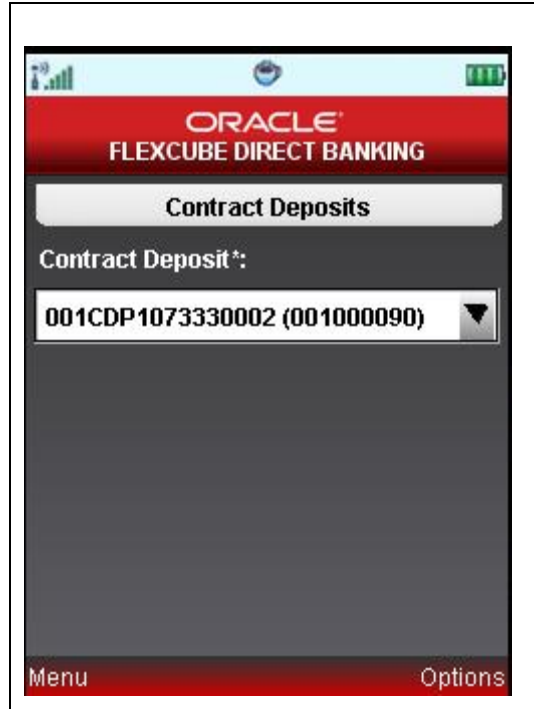 ORACLE
FLEXCUBE DIRECT BANKING
Contract Deposits
Contract Deposit*:
001CDP1073330002 (001000090)
Menu Options